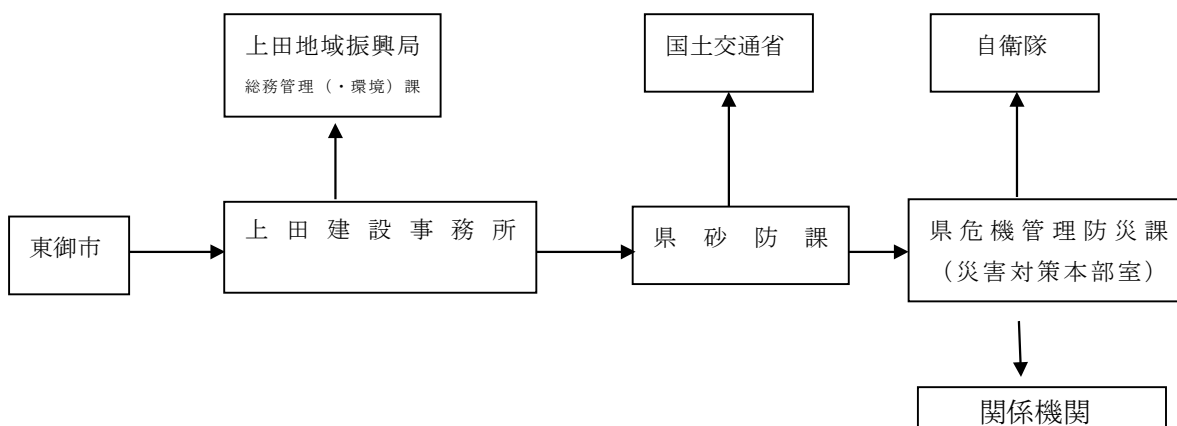 上田地域振興局
総務管理（・環境）課
国土交通省
自衛隊
東御市
上田建設事務所
県砂防課
県危機管理防災課
（災害対策本部室）
関係機関